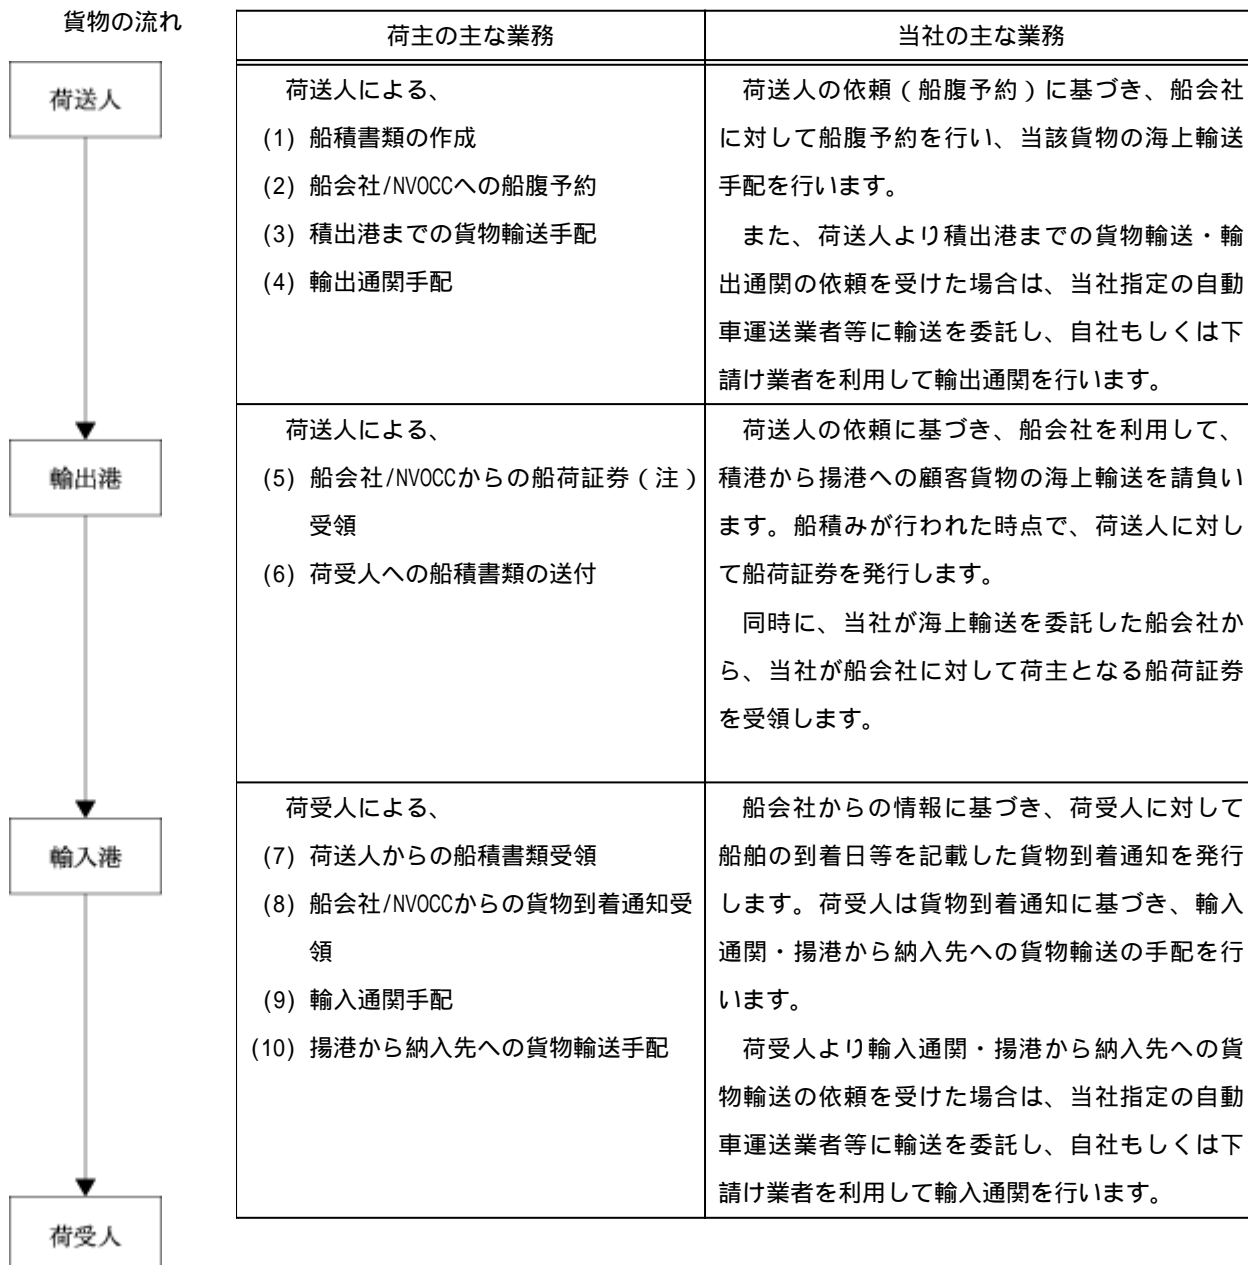 貨物の流れ
荷送人
輸出港
輸入港
荷受人
荷主の主な業務
当社の主な業務
荷送人による、
(1) 船積書類の作成
(2) 船会社/NVOCCへの船腹予約
(3) 積出港までの貨物輸送手配
(4) 輸出通関手配
荷送人の依頼（船腹予約）に基づき、船会社
に対して船腹予約を行い、当該貨物の海上輸送
手配を行います。
また、荷送人より積出港までの貨物輸送・輸
出通関の依頼を受けた場合は、当社指定の自動
車運送業者等に輸送を委託し、自社もしくは下
請け業者を利用して輸出通関を行います。
荷送人による、
(5) 船会社/NVOCCからの船荷証券（注）
受領
(6) 荷受人への船積書類の送付
荷送人の依頼に基づき、船会社を利用して、
積港から揚港への顧客貨物の海上輸送を請負い
ます。船積みが行われた時点で、荷送人に対し
て船荷証券を発行します。
同時に、当社が海上輸送を委託した船会社か
ら、当社が船会社に対して荷主となる船荷証券
を受領します。
荷受人による、
(7) 荷送人からの船積書類受領
(8) 船会社/NVOCCからの貨物到着通知受
領
(9) 輸入通関手配
(10) 揚港から納入先への貨物輸送手配
船会社からの情報に基づき、荷受人に対して
船舶の到着日等を記載した貨物到着通知を発行
します。荷受人は貨物到着通知に基づき、輸入
通関・揚港から納入先への貨物輸送の手配を行
います。
荷受人より輸入通関・揚港から納入先への貨
物輸送の依頼を受けた場合は、当社指定の自動
車運送業者等に輸送を委託し、自社もしくは下
請け業者を利用して輸入通関を行います。